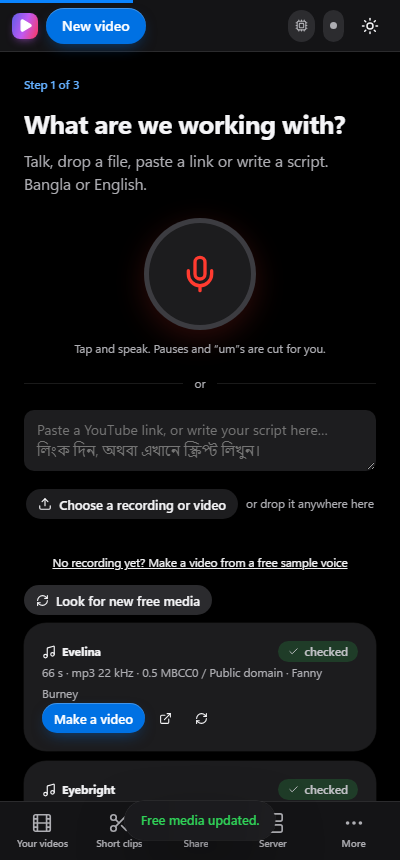 New video
Step 1 of 3
What are we working with?
Talk, drop a file, paste a link or write a script.
Bangla or English.
Tap and speak. Pauses and “um”s are cut for you.
or
Paste a YouTube link, or write your script here…
লিংক দিন, অথবা এখানে স্ক্রিপ্ট লিখুন।
Choose a recording or video
or drop it anywhere here
No recording yet? Make a video from a free sample voice
Look for new free media
Evelina
checked
66 s · mp3 22 kHz · 0.5 MBCC0 / Public domain · Fanny
Burney
Make a video
Eyebright
checked
Free media updated.
Your videos
Short clips
Share
Server
More